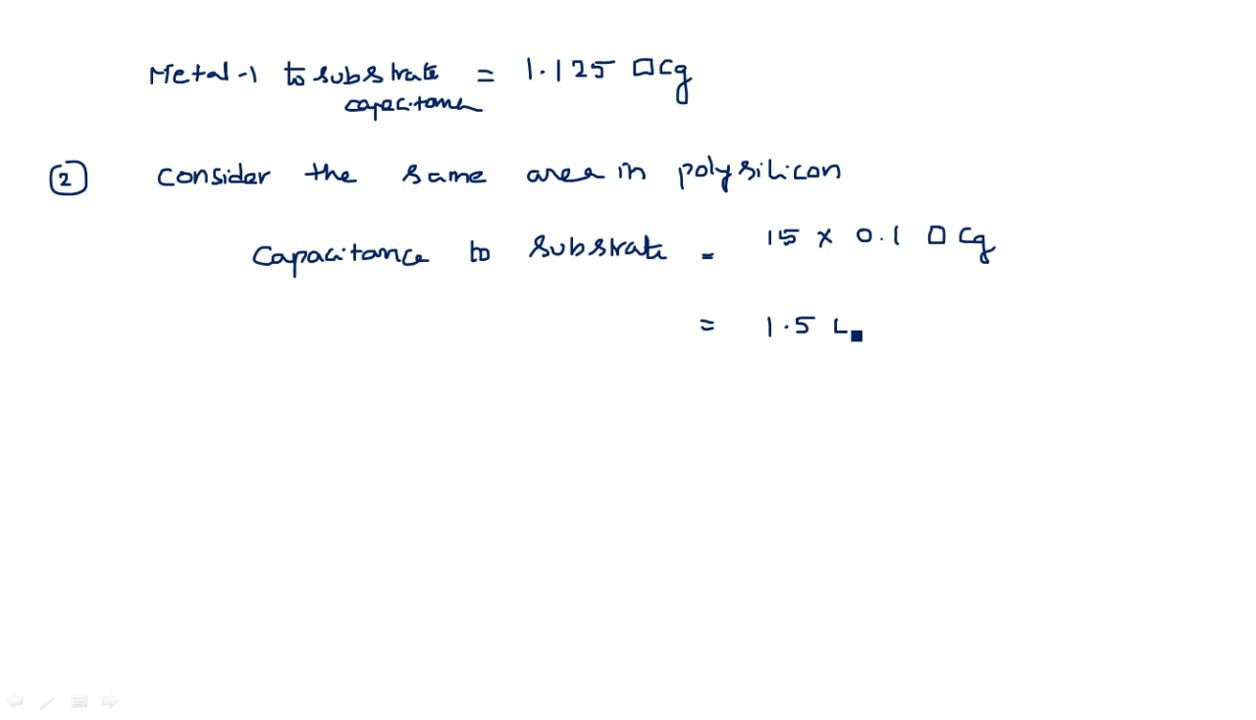 Metal-1 to substrate = 1.125 □Cg
capacitance
② Consider the same area in polysilicon
Capacitance to substrate = 15 × 0.1 □ Cg
= 1.5